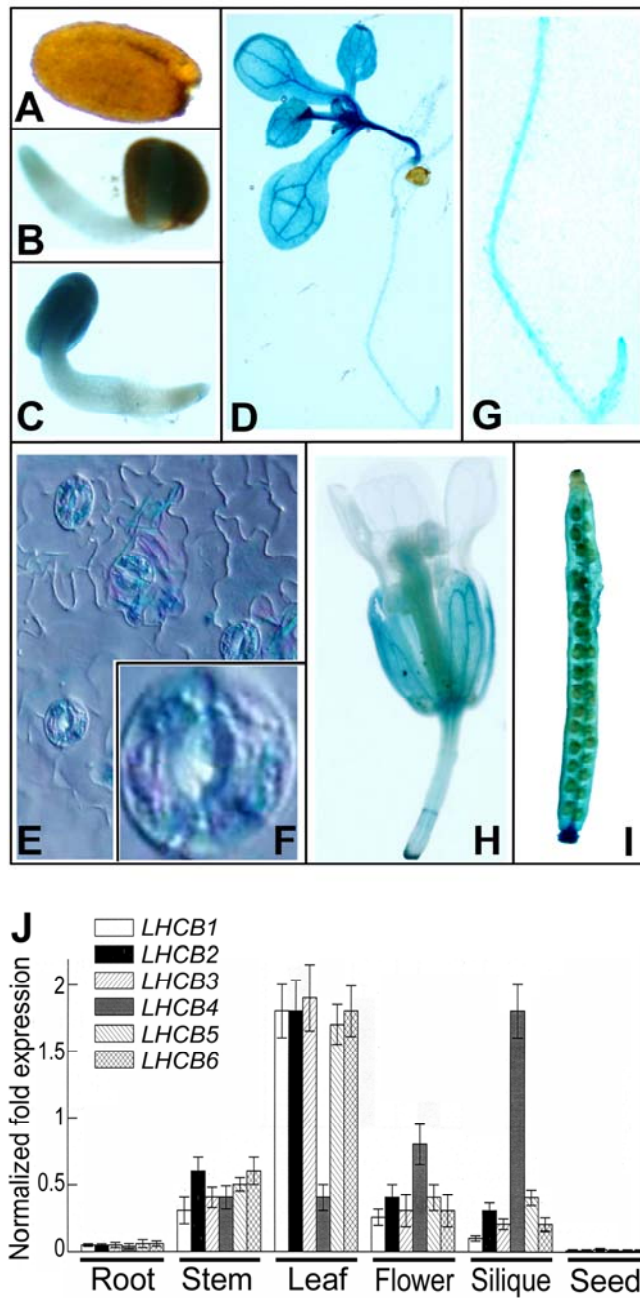 A
B
C
D
G
E
F
H
I
J
LHCB1
LHCB2
LHCB3
LHCB4
LHCB5
LHCB6
Normalized fold expression
2
1.5
1
0.5
0
Root Stem Leaf Flower Silique Seed